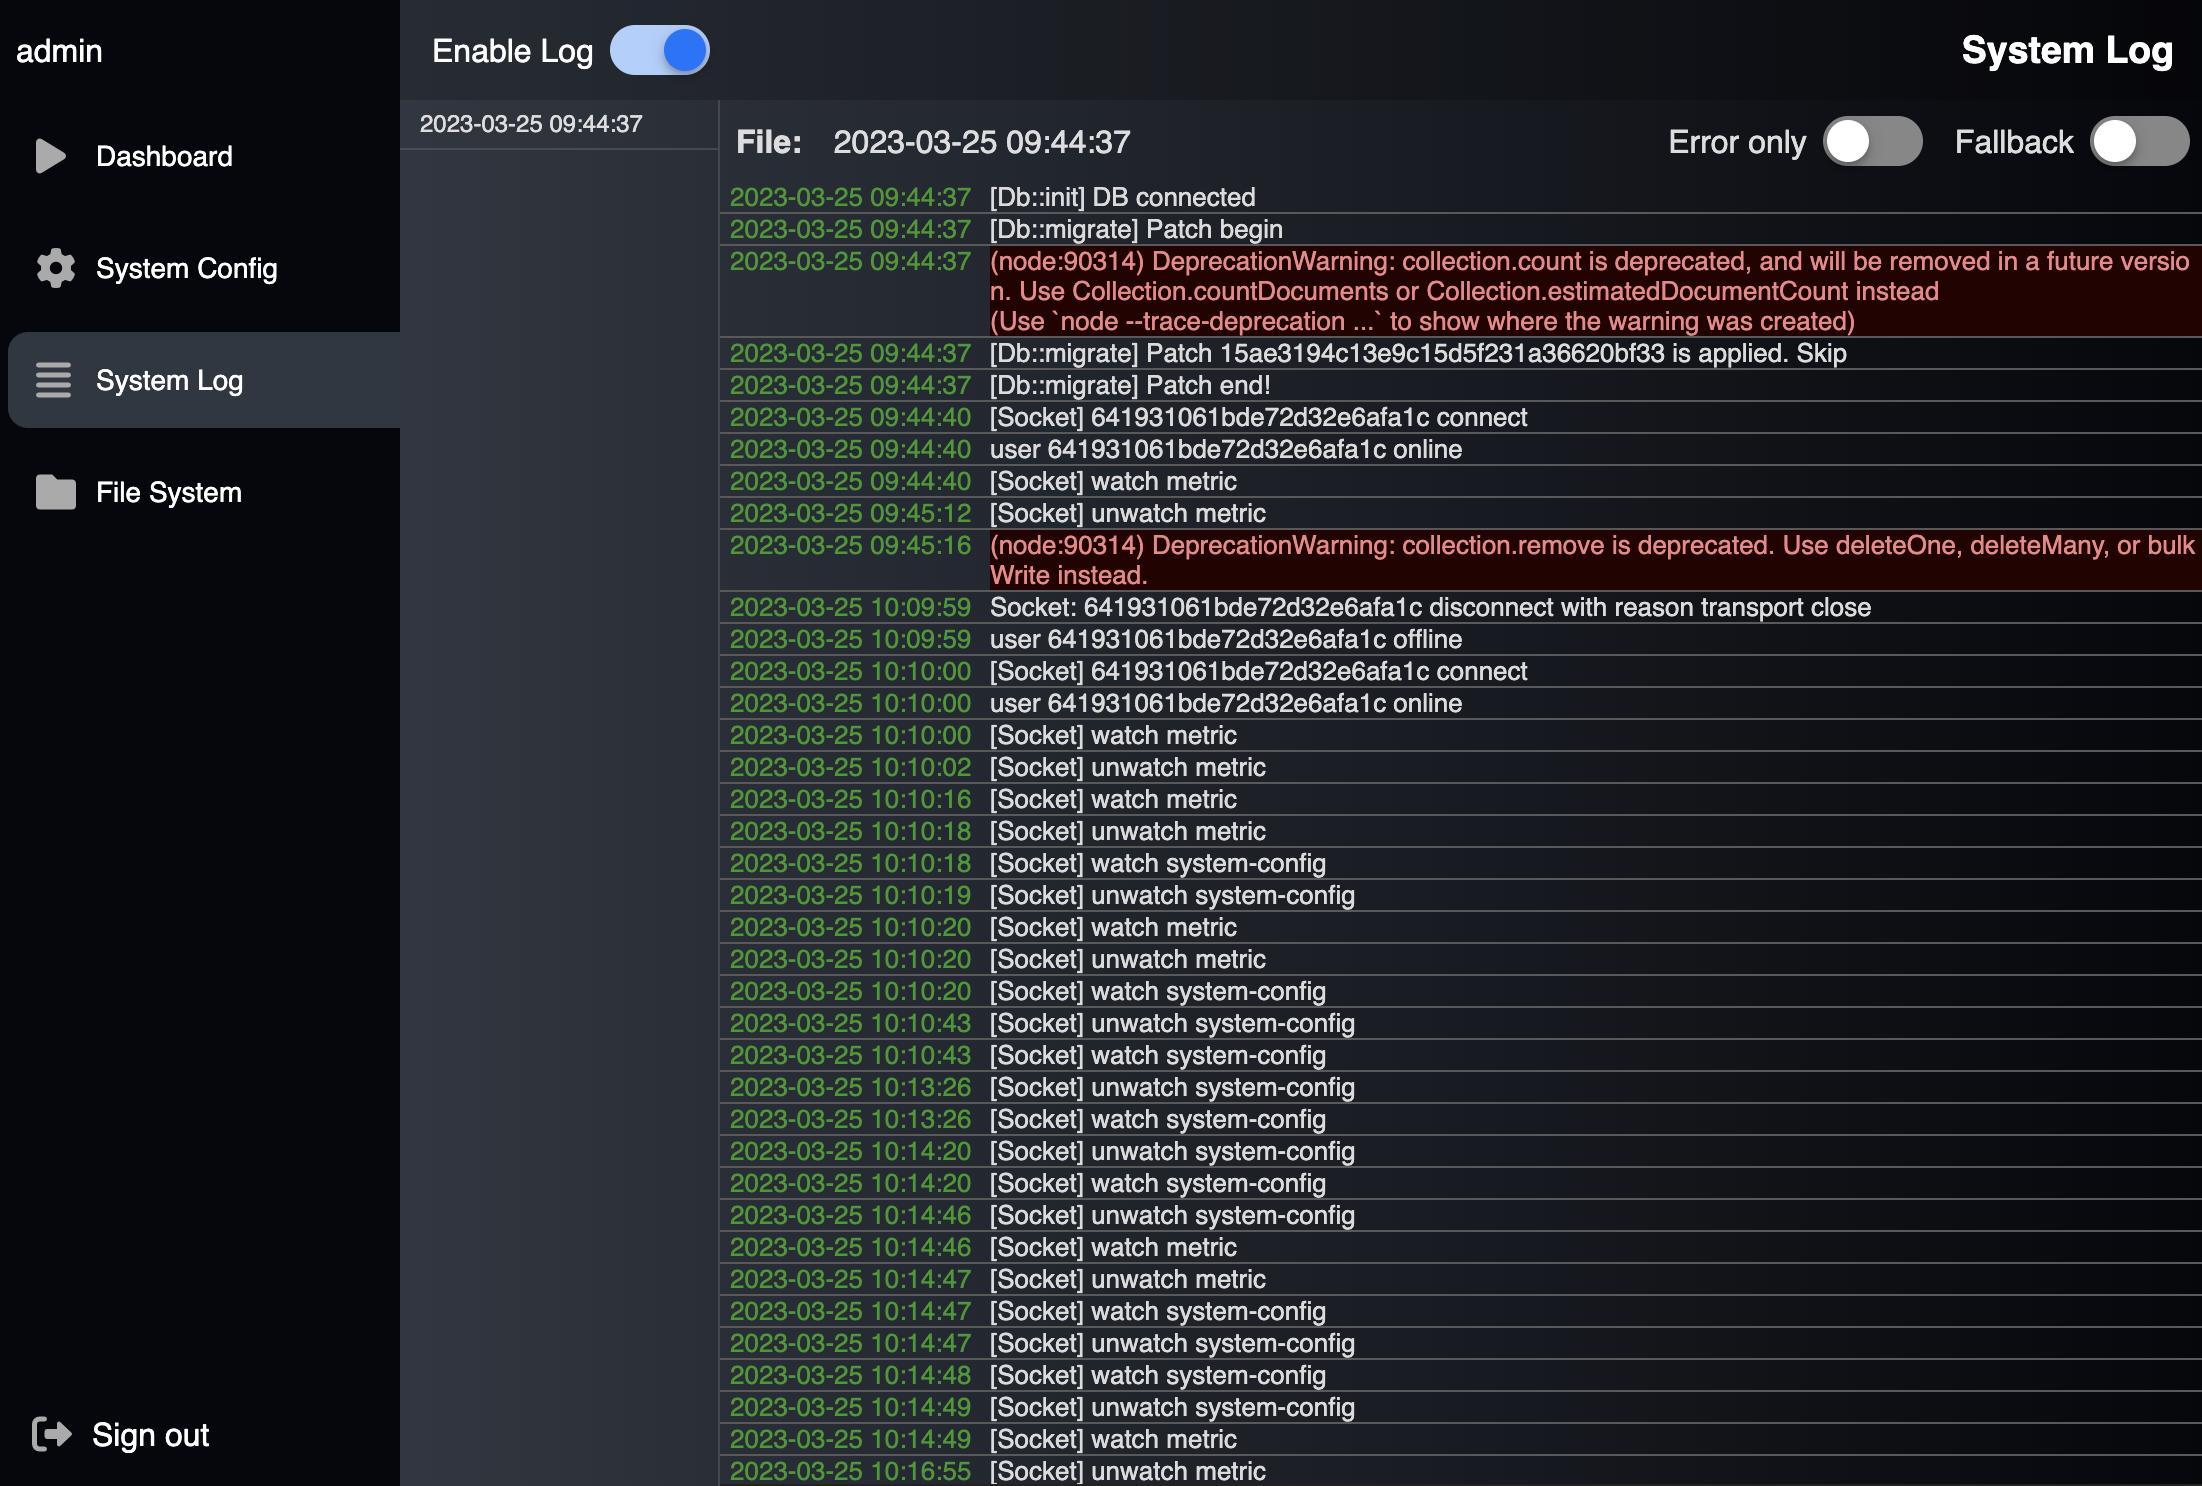 admin
Dashboard
System Config
System Log
File System
Sign out
Enable Log
System Log
2023-03-25 09:44:37
File: 2023-03-25 09:44:37
Error only
Fallback
2023-03-25 09:44:37 [Db::init] DB connected
2023-03-25 09:44:37 [Db::migrate] Patch begin
2023-03-25 09:44:37 (node:90314) DeprecationWarning: collection.count is deprecated, and will be removed in a future versio
n. Use Collection.countDocuments or Collection.estimatedDocumentCount instead
(Use `node --trace-deprecation ...` to show where the warning was created)
2023-03-25 09:44:37 [Db::migrate] Patch 15ae3194c13e9c15d5f231a36620bf33 is applied. Skip
2023-03-25 09:44:37 [Db::migrate] Patch end!
2023-03-25 09:44:40 [Socket] 641931061bde72d32e6afa1c connect
2023-03-25 09:44:40 user 641931061bde72d32e6afa1c online
2023-03-25 09:44:40 [Socket] watch metric
2023-03-25 09:45:12 [Socket] unwatch metric
2023-03-25 09:45:16 (node:90314) DeprecationWarning: collection.remove is deprecated. Use deleteOne, deleteMany, or bulk
Write instead.
2023-03-25 10:09:59 Socket: 641931061bde72d32e6afa1c disconnect with reason transport close
2023-03-25 10:09:59 user 641931061bde72d32e6afa1c offline
2023-03-25 10:10:00 [Socket] 641931061bde72d32e6afa1c connect
2023-03-25 10:10:00 user 641931061bde72d32e6afa1c online
2023-03-25 10:10:00 [Socket] watch metric
2023-03-25 10:10:02 [Socket] unwatch metric
2023-03-25 10:10:16 [Socket] watch metric
2023-03-25 10:10:18 [Socket] unwatch metric
2023-03-25 10:10:18 [Socket] watch system-config
2023-03-25 10:10:19 [Socket] unwatch system-config
2023-03-25 10:10:20 [Socket] watch metric
2023-03-25 10:10:20 [Socket] unwatch metric
2023-03-25 10:10:20 [Socket] watch system-config
2023-03-25 10:10:43 [Socket] unwatch system-config
2023-03-25 10:10:43 [Socket] watch system-config
2023-03-25 10:13:26 [Socket] unwatch system-config
2023-03-25 10:13:26 [Socket] watch system-config
2023-03-25 10:14:20 [Socket] unwatch system-config
2023-03-25 10:14:20 [Socket] watch system-config
2023-03-25 10:14:46 [Socket] unwatch system-config
2023-03-25 10:14:46 [Socket] watch metric
2023-03-25 10:14:47 [Socket] unwatch metric
2023-03-25 10:14:47 [Socket] watch system-config
2023-03-25 10:14:47 [Socket] unwatch system-config
2023-03-25 10:14:48 [Socket] watch system-config
2023-03-25 10:14:49 [Socket] unwatch system-config
2023-03-25 10:14:49 [Socket] watch metric
2023-03-25 10:16:55 [Socket] unwatch metric